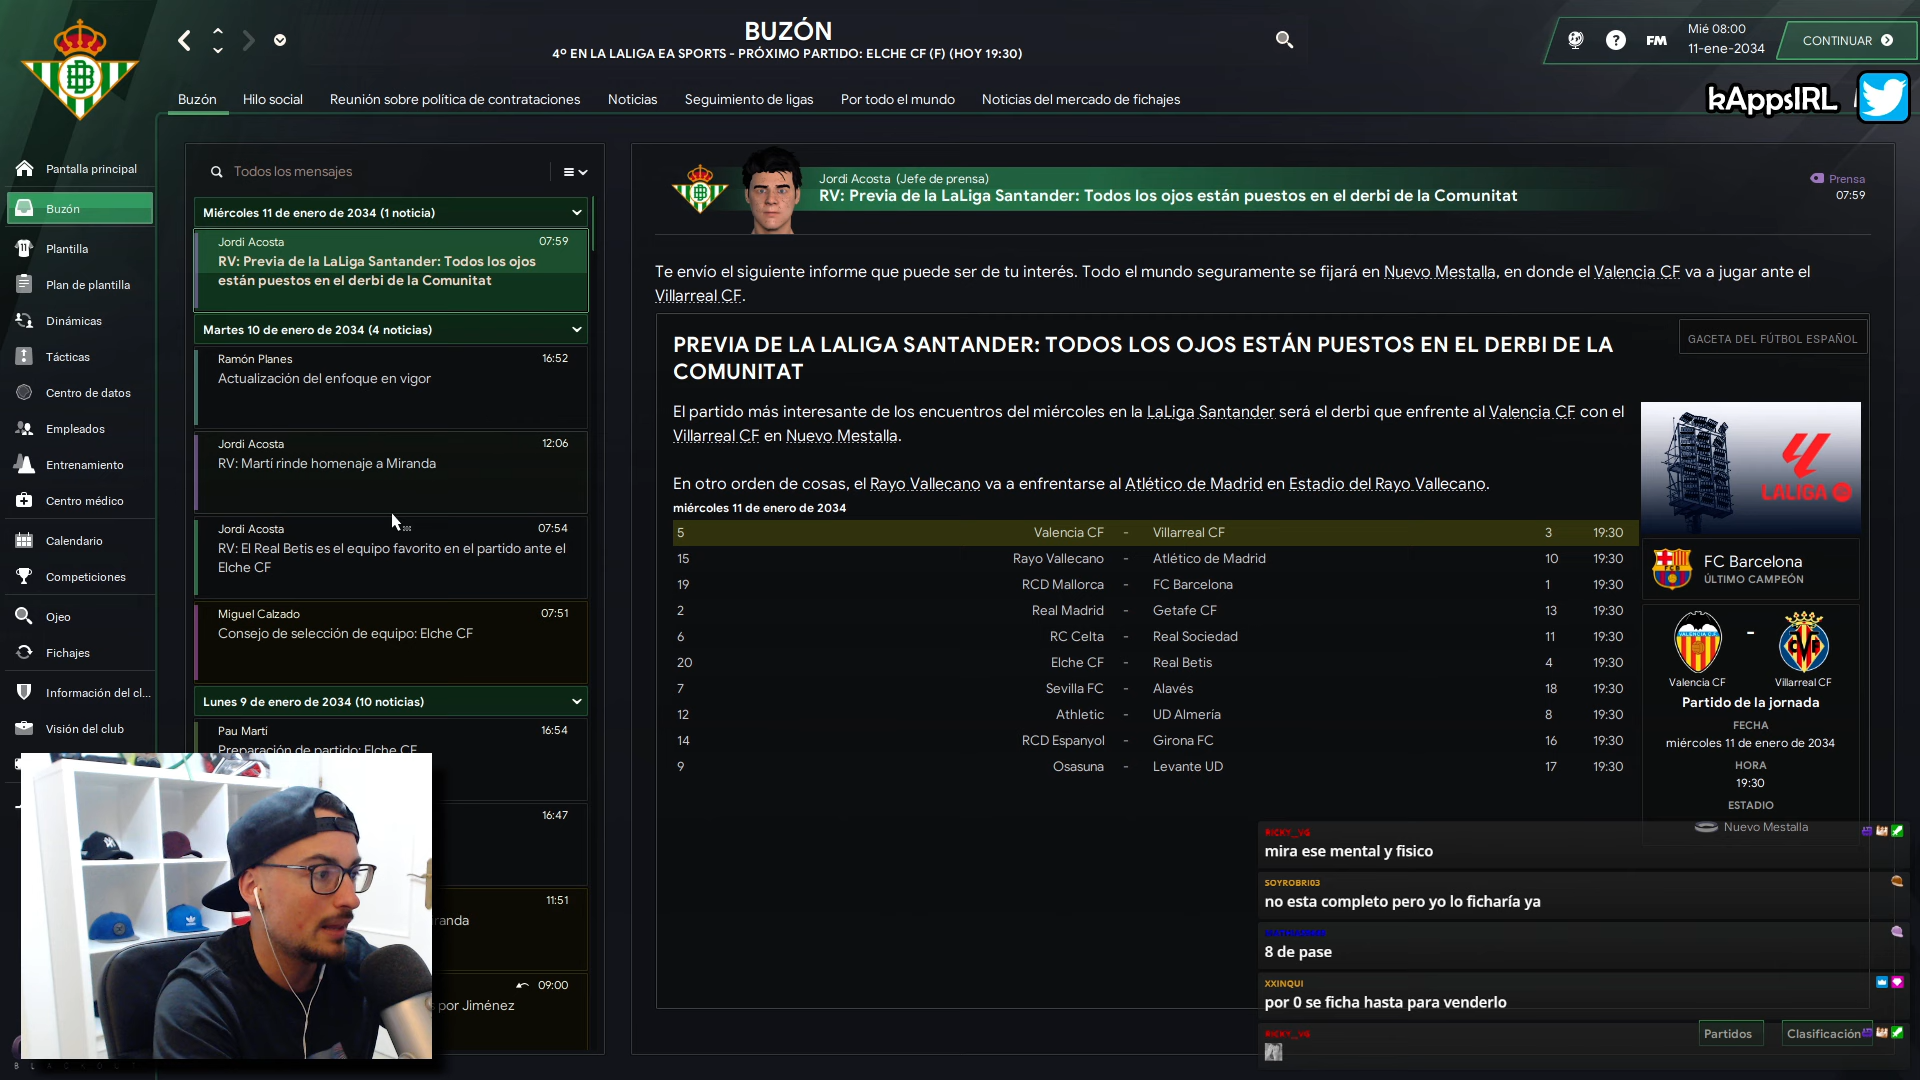 BUZÓN
4º EN LA LALIGA EA SPORTS - PRÓXIMO PARTIDO: ELCHE CF (F) (HOY 19:30)
FM
Mié 08:00
11-ene-2034
CONTINUAR
Buzón
Hilo social
Reunión sobre política de contrataciones
Noticias
Seguimiento de ligas
Por todo el mundo
Noticias del mercado de fichajes
kAppsIRL
Pantalla principal
Buzón
Plantilla
Plan de plantilla
Dinámicas
Tácticas
Centro de datos
Empleados
Entrenamiento
Centro médico
Calendario
Competiciones
Ojeo
Fichajes
Información del cl...
Visión del club
Todos los mensajes
Miércoles 11 de enero de 2034 (1 noticia)
Jordi Acosta 07:59
RV: Previa de la LaLiga Santander: Todos los ojos
están puestos en el derbi de la Comunitat
Martes 10 de enero de 2034 (4 noticias)
Ramón Planes 16:52
Actualización del enfoque en vigor
Jordi Acosta 12:06
RV: Martí rinde homenaje a Miranda
Jordi Acosta 07:54
RV: El Real Betis es el equipo favorito en el partido ante el
Elche CF
Miguel Calzado 07:51
Consejo de selección de equipo: Elche CF
Lunes 9 de enero de 2034 (10 noticias)
Pau Martí 16:54
Preparación de partido: Elche CF
16:47
11:51
randa
09:00
por Jiménez
Jordi Acosta (Jefe de prensa)
RV: Previa de la LaLiga Santander: Todos los ojos están puestos en el derbi de la Comunitat
Prensa
07:59
Te envío el siguiente informe que puede ser de tu interés. Todo el mundo seguramente se fijará en Nuevo Mestalla, en donde el Valencia CF va a jugar ante el
Villarreal CF.
PREVIA DE LA LALIGA SANTANDER: TODOS LOS OJOS ESTÁN PUESTOS EN EL DERBI DE LA
COMUNITAT
GACETA DEL FÚTBOL ESPAÑOL
El partido más interesante de los encuentros del miércoles en la LaLiga Santander será el derbi que enfrente al Valencia CF con el
Villarreal CF en Nuevo Mestalla.
En otro orden de cosas, el Rayo Vallecano va a enfrentarse al Atlético de Madrid en Estadio del Rayo Vallecano.
miércoles 11 de enero de 2034
5 Valencia CF - Villarreal CF 3 19:30
15 Rayo Vallecano - Atlético de Madrid 10 19:30
19 RCD Mallorca - FC Barcelona 1 19:30
2 Real Madrid - Getafe CF 13 19:30
6 RC Celta - Real Sociedad 11 19:30
20 Elche CF - Real Betis 4 19:30
7 Sevilla FC - Alavés 18 19:30
12 Athletic - UD Almería 8 19:30
14 RCD Espanyol - Girona FC 16 19:30
9 Osasuna - Levante UD 17 19:30
LALIGA
FC Barcelona
ÚLTIMO CAMPEÓN
-
Valencia CF
Villarreal CF
Partido de la jornada
FECHA
miércoles 11 de enero de 2034
HORA
19:30
ESTADIO
Nuevo Mestalla
RICKY_VG
mira ese mental y fisico
SOYROBRI03
no esta completo pero yo lo ficharía ya
8 de pase
XXINQUI
por 0 se ficha hasta para venderlo
RICKY_VG
Partidos
Clasificación